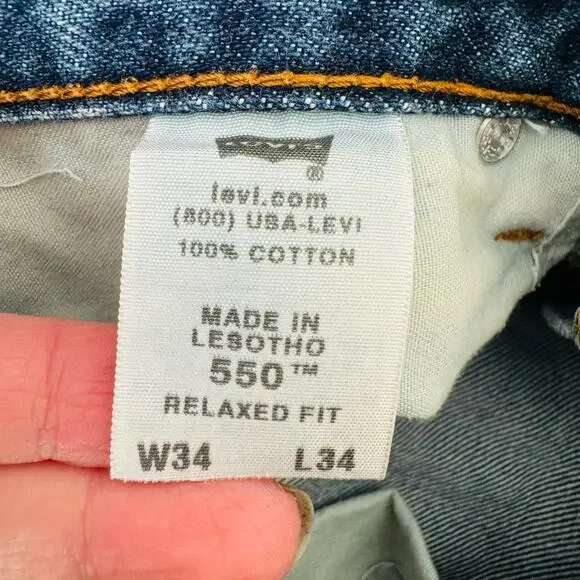 ®
levi.com
(800) USA-LEVI
100% COTTON
MADE IN
LESOTHO
550™
RELAXED FIT
W34 L34